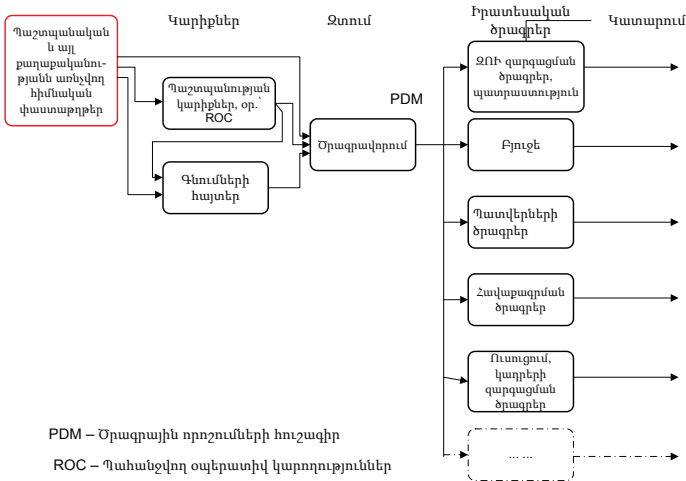 Կարիքներ
Զտում
Իրատեսական
ծրագրեր
Կատարում
Պաշտպանական
և այլ
քաղաքականու-
թյանն առնչվող
հիմնական
փաստաթղթեր
Պաշտպանության
կարիքներ, օր.՝
ROC
Գնումների
հայտեր
Ծրագրավորում
PDM
ԶՈՒ զարգացման
ծրագրեր,
պատրաստություն
Բյուջե
Պատվերների
ծրագրեր
Հավաքագրման
ծրագրեր
Ուսուցում,
կադրերի
զարգացման
ծրագրեր
... ...
PDM – Ծրագրային որոշումների հուշագիր
ROC – Պահանջվող օպերատիվ կարողություններ